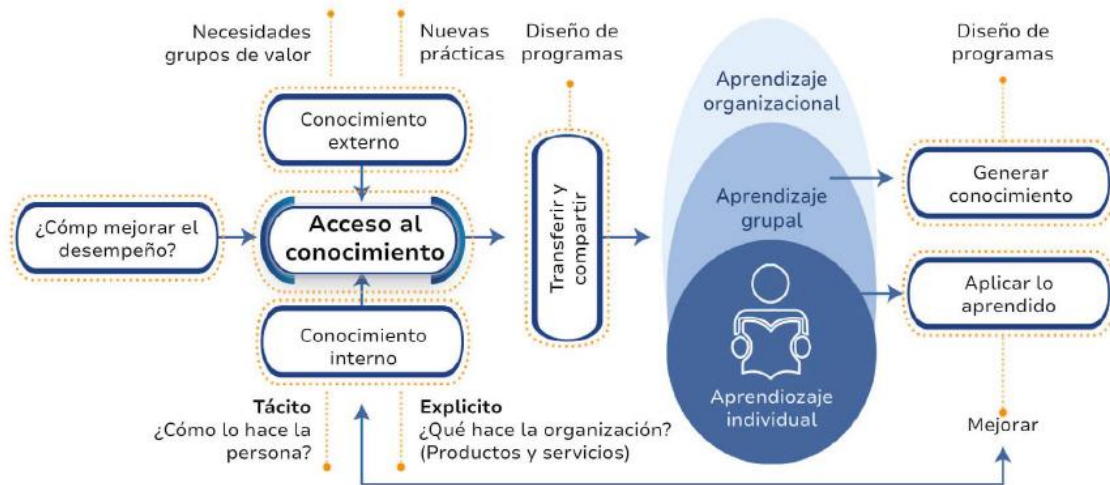 Necesidades
grupos de valor
Nuevas
prácticas
Diseño de
programas
Diseño de
programas
Conocimiento
externo
¿Cómp mejorar el
desempeño?
Acceso al
conocimiento
Conocimiento
interno
Tácito
¿Cómo lo hace la
persona?
Explicito
¿Qué hace la organización?
(Productos y servicios)
Transferir y
compartir
Aprendizaje
organizacional
Aprendizaje
grupal
Aprendiozaje
individual
Generar
conocimiento
Aplicar lo
aprendido
Mejorar